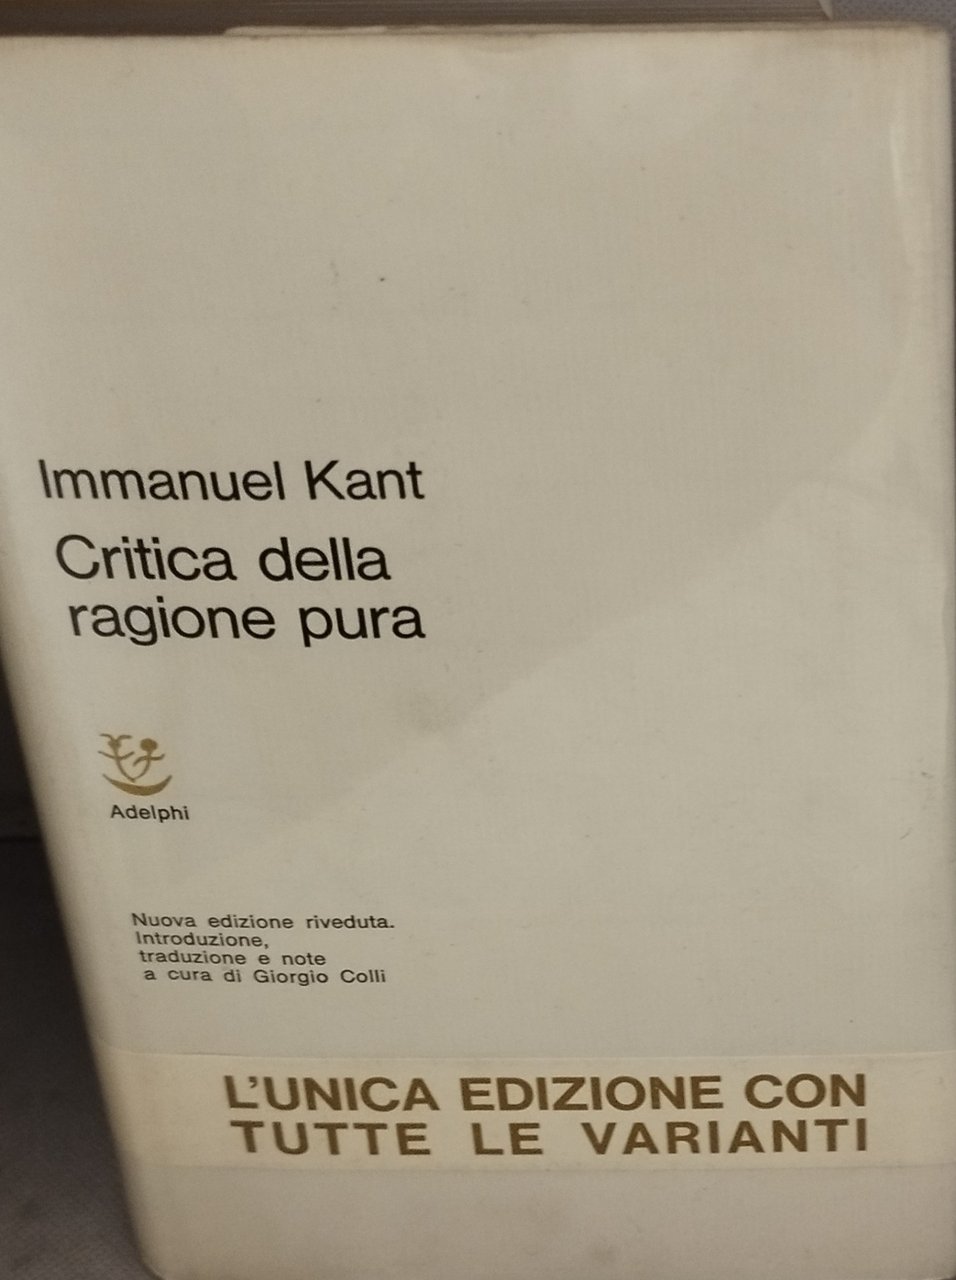 Immanuel Kant
Critica della
ragione pura
Adelphi
Nuova edizione riveduta.
Introduzione,
traduzione e note
a cura di Giorgio Colli
L'UNICA EDIZIONE CON
TUTTE LE VARIANTI